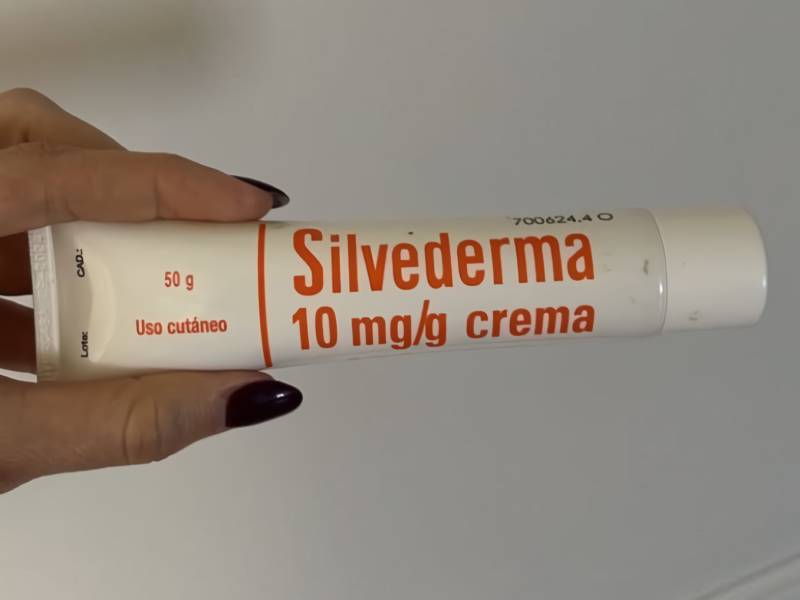 CAD.:
Lote:
50 g
Uso cutáneo
700624.4 O
Silvederma
10 mg/g crema